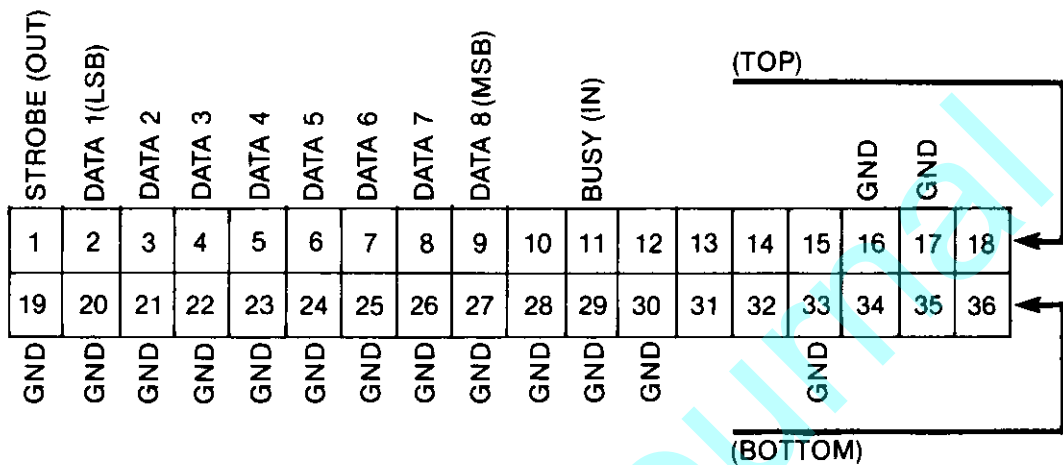 STROBE (OUT)
DATA 1(LSB)
DATA 2
DATA 3
DATA 4
DATA 5
DATA 6
DATA 7
DATA 8(MSB)
BUSY (IN)
GND
GND
(TOP)
1 2 3 4 5 6 7 8 9 10 11 12 13 14 15 16 17 18
19 20 21 22 23 24 25 26 27 28 29 30 31 32 33 34 35 36
GND GND GND GND GND GND GND GND GND GND GND GND GND
(BOTTOM)
urnal